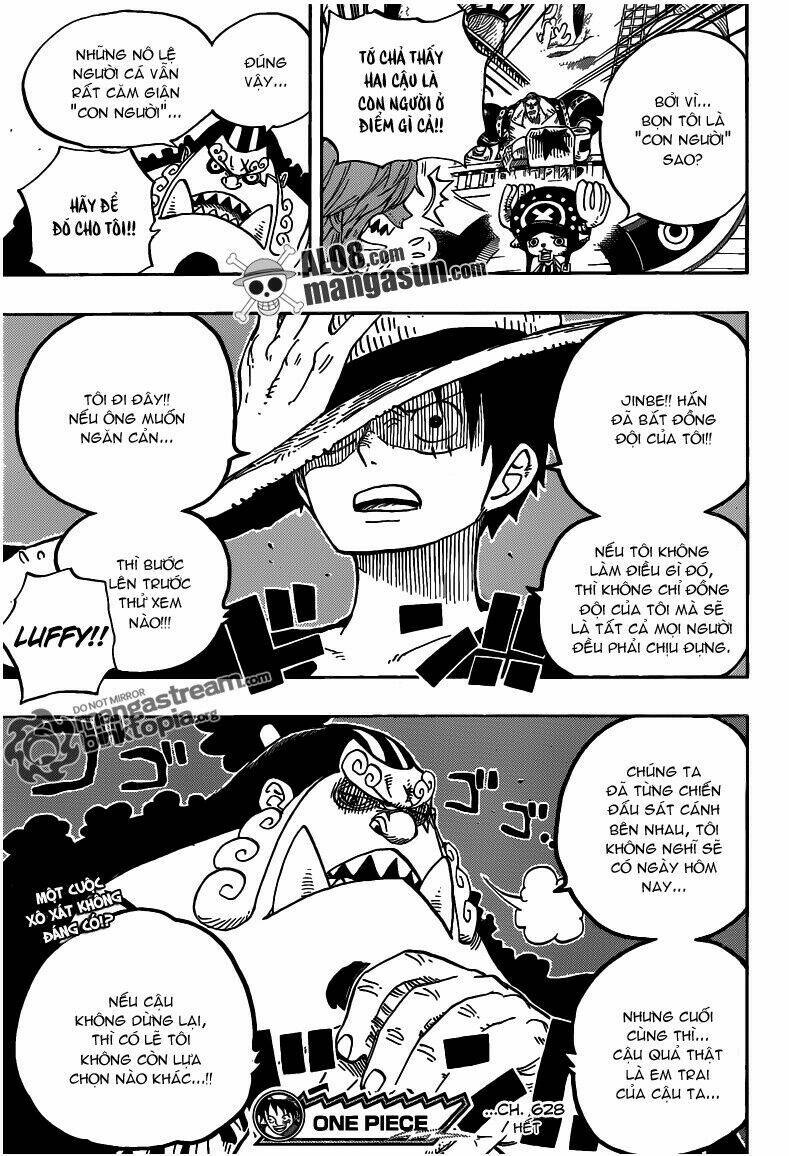 BỞI VÌ...
BỌN TÔI LÀ
"CON NGƯỜI"
SAO?
TỚ CHẢ THẤY
HAI CẬU LÀ
CON NGƯỜI Ở
ĐIỂM GÌ CẢ!!
ĐÚNG
VẬY...
NHỮNG NÔ LỆ
NGƯỜI CÁ VẪN
RẤT CĂM GIẬN
"CON NGƯỜI"...
HÃY ĐỂ
ĐÓ CHO TÔI!!
ALO8.com
mangasun.com
JINBE!! HẮN
ĐÃ BẮT ĐỒNG
ĐỘI CỦA TÔI!!
NẾU TÔI KHÔNG
LÀM ĐIỀU GÌ ĐÓ,
THÌ KHÔNG CHỈ ĐỒNG
ĐỘI CỦA TÔI MÀ SẼ
LÀ TẤT CẢ MỌI NGƯỜI
ĐỀU PHẢI CHỊU ĐỰNG.
TÔI ĐI ĐÂY!!
NẾU ÔNG MUỐN
NGĂN CẢN...
THÌ BƯỚC
LÊN TRƯỚC
THỬ XEM
NÀO!!!
LUFFY!!
ドン
DO NOT MIRROR
mangastream.com
binktopia.org
ゴゴ
ゴゴ
CHÚNG TA
ĐÃ TỪNG CHIẾN
ĐẤU SÁT CÁNH
BÊN NHAU, TÔI
KHÔNG NGHĨ SẼ
CÓ NGÀY HÔM
NAY...
NHƯNG CUỐI
CÙNG THÌ...
CẬU QUẢ THẬT
LÀ EM TRAI
CỦA CẬU TA...
MỘT CUỘC
XÔ XÁT KHÔNG
ĐÁNG CÓ!?
NẾU CẬU
KHÔNG DỪNG LẠI,
THÌ CÓ LẼ TÔI
KHÔNG CÒN LỰA
CHỌN NÀO KHÁC...!!
ONE PIECE
...CH. 628
/ HẾT